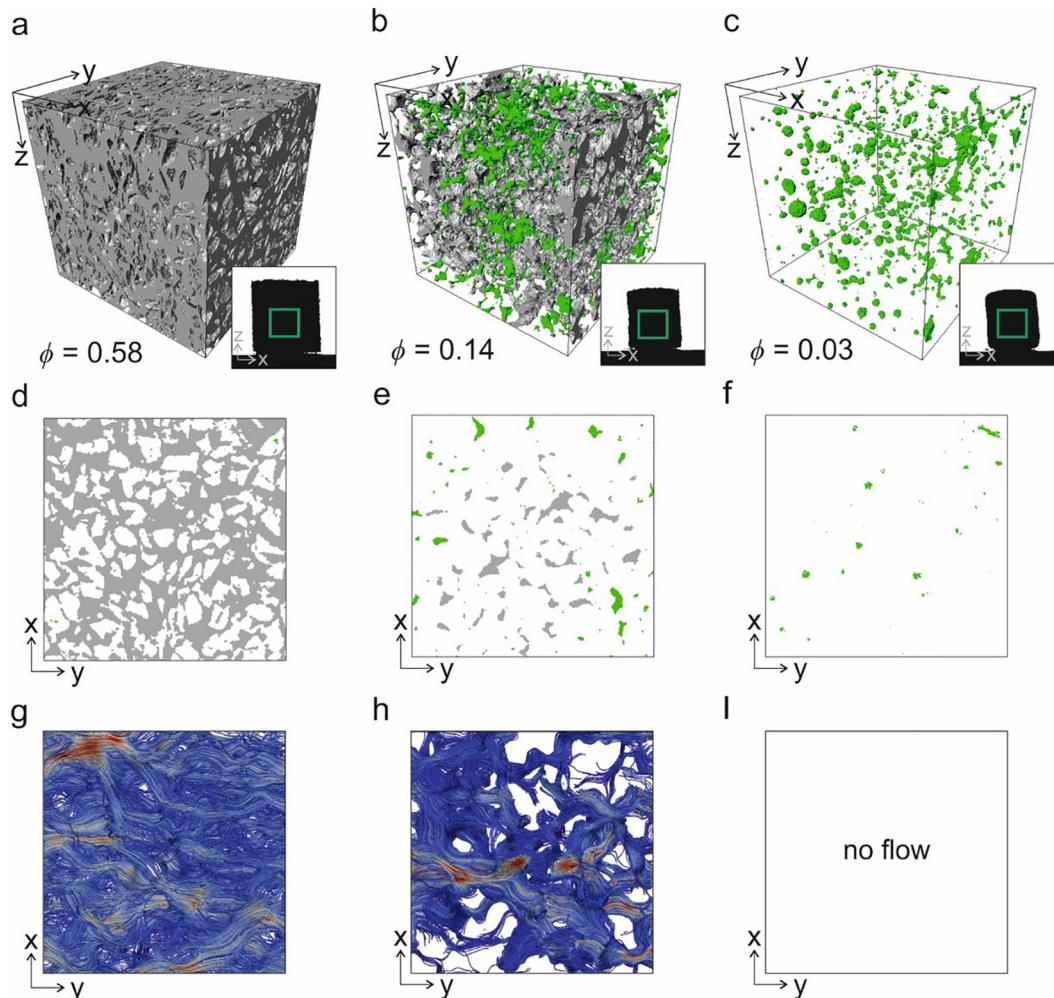 a
b
c
y
x
z
y
x
z
y
x
z
z
x
z
x
z
x
ϕ = 0.58
ϕ = 0.14
ϕ = 0.03
d
e
f
x
y
x
y
x
y
g
h
I
no flow
x
y
x
y
x
y